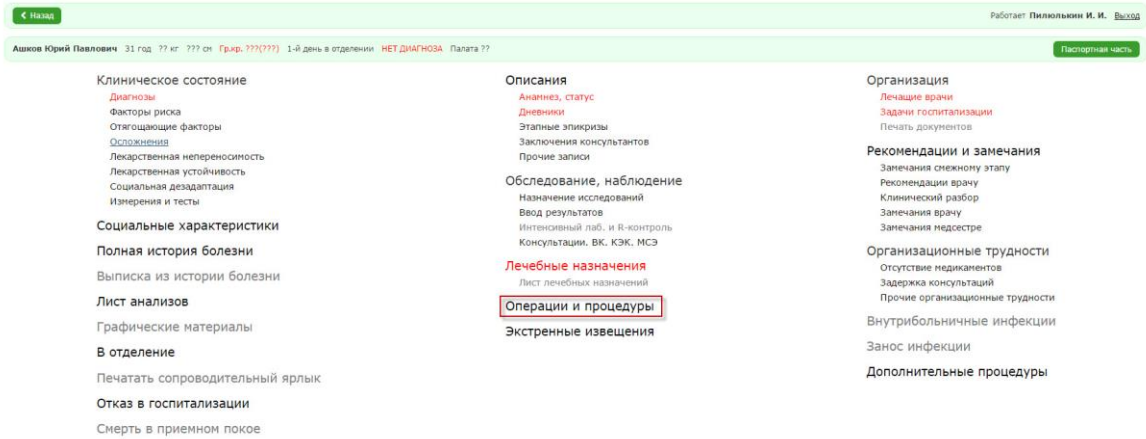 Назад
Работает Пилюлькин И. И. Выход
Ашков Юрий Павлович 31 год ?? кг ??? см Гр.кр. ???(???) 1-й день в отделении НЕТ ДИАГНОЗА Палата ??
Паспортная часть
Клиническое состояние
Диагнозы
Факторы риска
Отягощающие факторы
Осложнения
Лекарственная непереносимость
Лекарственная устойчивость
Социальная дезадаптация
Измерения и тесты
Социальные характеристики
Полная история болезни
Выписка из истории болезни
Лист анализов
Графические материалы
В отделение
Печатать сопроводительный ярлык
Отказ в госпитализации
Смерть в приемном покое
Описания
Анамнез, статус
Дневники
Этапные эпикризы
Заключения консультантов
Прочие записи
Обследование, наблюдение
Назначение исследований
Ввод результатов
Интенсивный лаб. и R-контроль
Консультации. ВК. КЭК. МСЭ
Лечебные назначения
Лист лечебных назначений
Операции и процедуры
Экстренные извещения
Организация
Лечащие врачи
Задачи госпитализации
Печать документов
Рекомендации и замечания
Замечания смежному этапу
Рекомендации врачу
Клинический разбор
Замечания врачу
Замечания медсестре
Организационные трудности
Отсутствие медикаментов
Задержка консультаций
Прочие организационные трудности
Внутрибольничные инфекции
Занос инфекции
Дополнительные процедуры